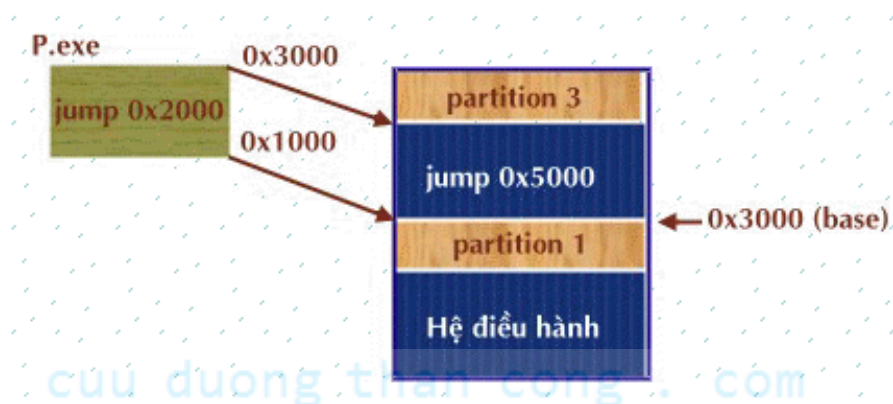 P.exe
0x3000
jump 0x2000
0x1000
partition 3
jump 0x5000
0x3000 (base)
partition 1
Hệ điều hành
cuu duong than cong . com